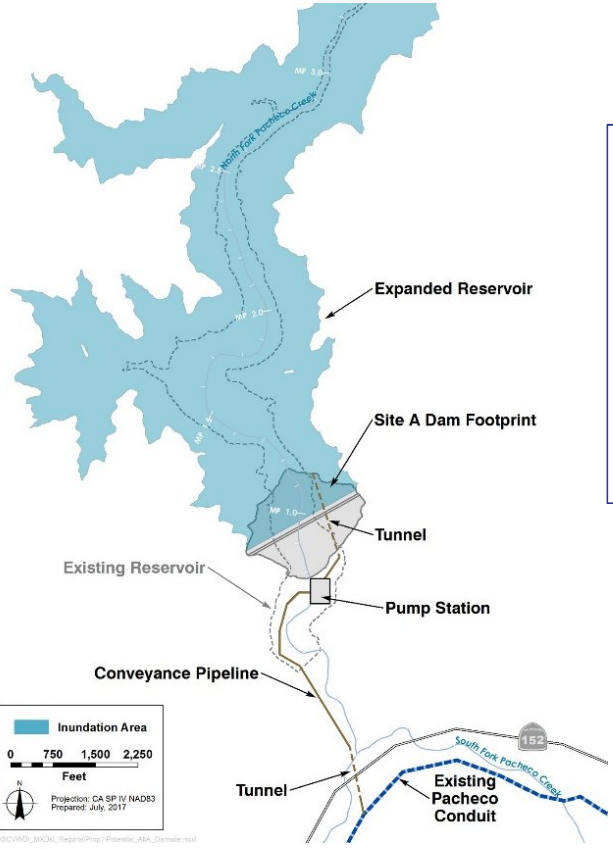 MP 3.0
North Fork Pacheco Creek
MP 2.5
Expanded Reservoir
MP 2.0
Site A Dam Footprint
MP 1.5
MP 1.0
Tunnel
Existing Reservoir
Pump Station
Conveyance Pipeline
Inundation Area
0 750 1,500 2,250
Feet
N
Projection: CA SP IV NAD83
Prepared: July, 2017
152
South Fork Pacheco Creek
Tunnel
Existing
Pacheco
Conduit